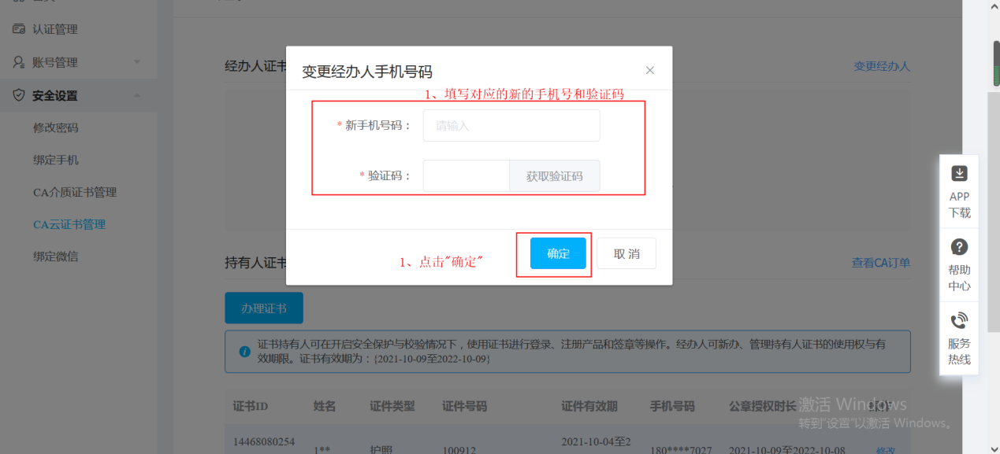 认证管理
账号管理
安全设置
修改密码
绑定手机
CA介质证书管理
CA云证书管理
绑定微信
经办人证书
变更经办人
变更经办人手机号码
1、填写对应的新的手机号和验证码
* 新手机号码：
请输入
* 验证码：
获取验证码
1、点击"确定"
确定
取 消
持有人证书
查看CA订单
办理证书
证书持有人可在开启安全保护与校验情况下，使用证书进行登录、注册产品和签章等操作。经办人可新办、管理持有人证书的使用权与有
效期限。证书有效期为：{2021-10-09至2022-10-09}
证书ID
姓名
证件类型
证件号码
证件有效期
手机号码
公章授权时长
14468080254
1**
护照
100912
2021-10-04至2
180****7027
2021-10-09至2022-10-08
修改
APP
下载
帮助
中心
服务
热线
激活 Windows
转到"设置"以激活 Windows。